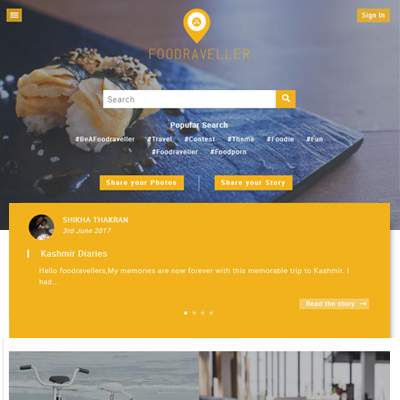 Sign In
FOODRAVELLER
Search
Popular Search
#BeAFoodraveller #Travel #Contest #Theme #Foodie #Fun
#Foodraveller #Foodporn
Share your Photos Share your Story
SHIKHA THAKRAN
3rd June 2017
Kashmir Diaries
Hello foodravellers,My memories are now forever with this memorable trip to Kashmir. I
had...
Read the story